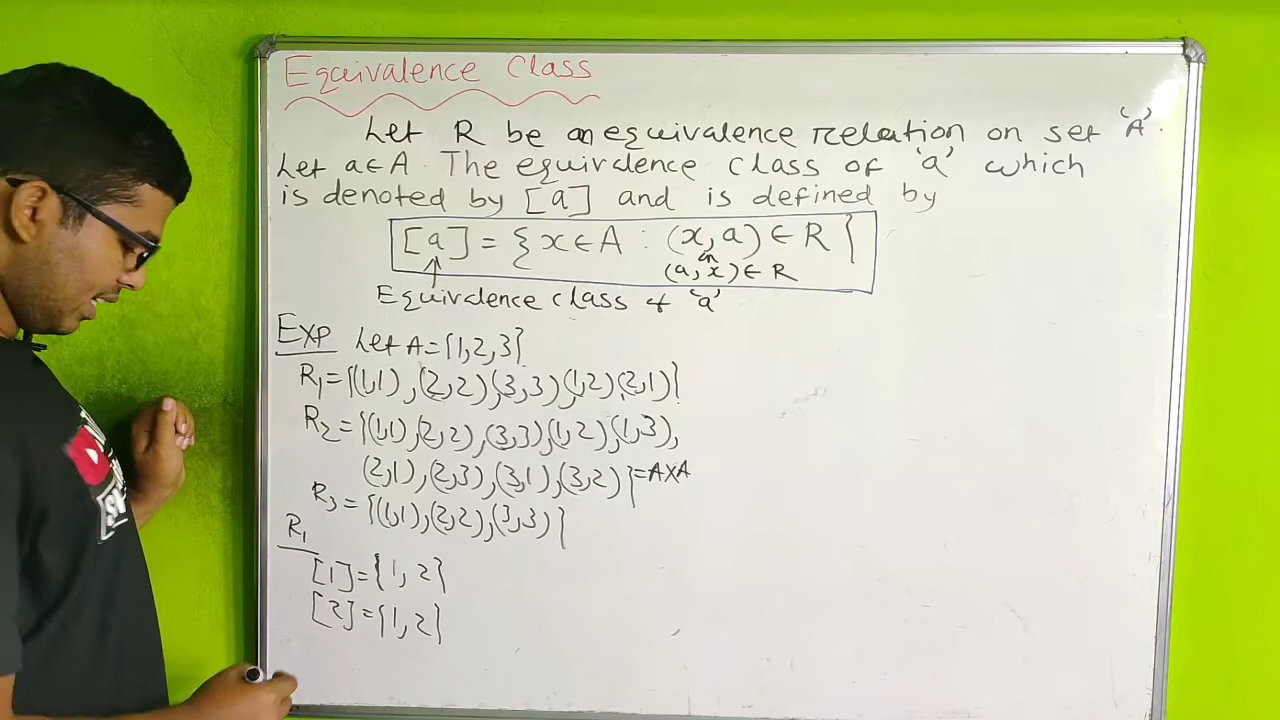 Equivalence Class
Let R be an equivalence relation on set 'A'.
Let a∈A. The equivalence class of 'a' which
is denoted by [a] and is defined by
[a] = {x∈A : (x,a)∈R}
or
(a,x)∈R
Equivalence class of 'a'
Exp Let A={1,2,3}
R₁={(1,1),(2,2),(3,3),(1,2),(2,1)}
R₂={(1,1),(2,2),(3,3),(1,2),(1,3),
(2,1),(2,3),(3,1),(3,2)}=A×A
R₃={(1,1),(2,2),(3,3)}
R₁
[1]={1,2}
[2]={1,2}